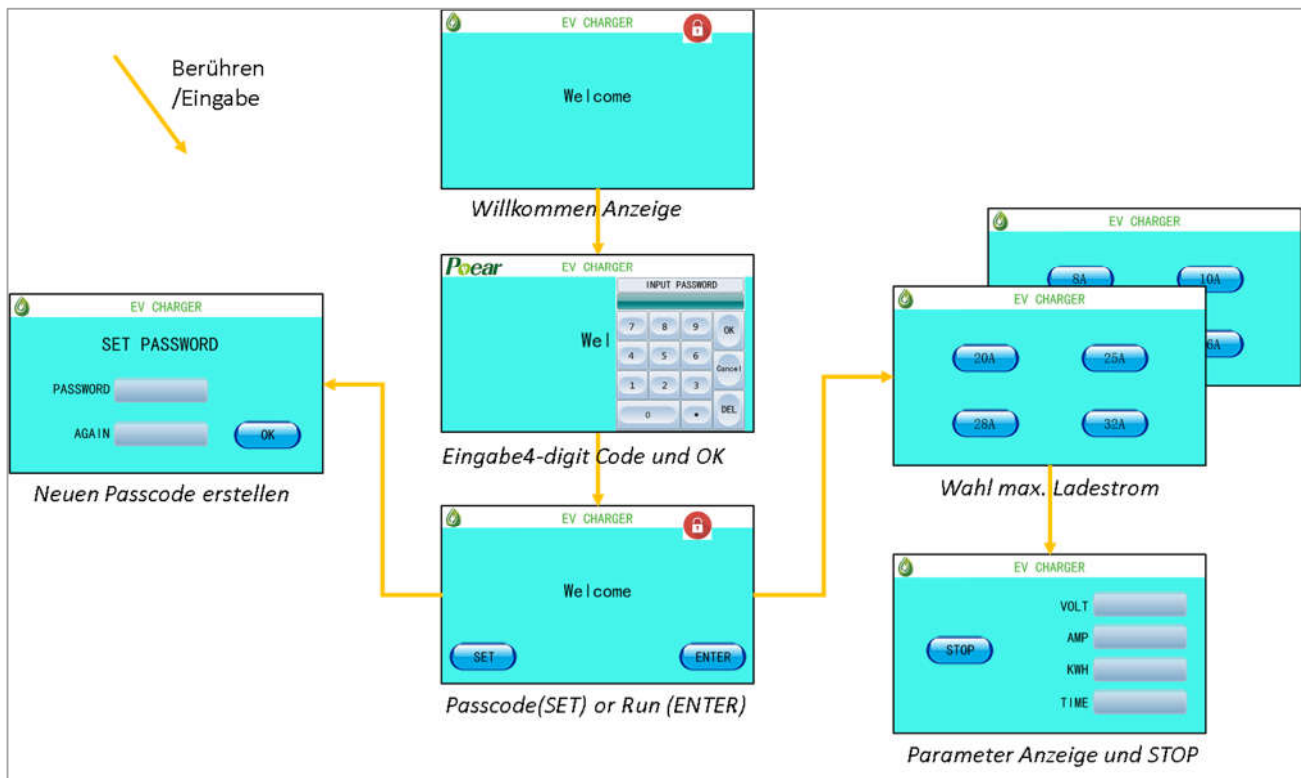 Berühren
/Eingabe
EV CHARGER
Welcome
Willkommen Anzeige
Poear
EV CHARGER
INPUT PASSWORD
Wel
7 8 9 OK
4 5 6
Cancel
1 2 3
0 • DEL
Eingabe4-digit Code und OK
EV CHARGER
SET PASSWORD
PASSWORD
AGAIN
OK
Neuen Passcode erstellen
EV CHARGER
Welcome
SET ENTER
Passcode(SET) or Run (ENTER)
EV CHARGER
8A 10A
6A
EV CHARGER
20A 25A
28A 32A
Wahl max. Ladestrom
EV CHARGER
VOLT
AMP
STOP
KWH
TIME
Parameter Anzeige und STOP